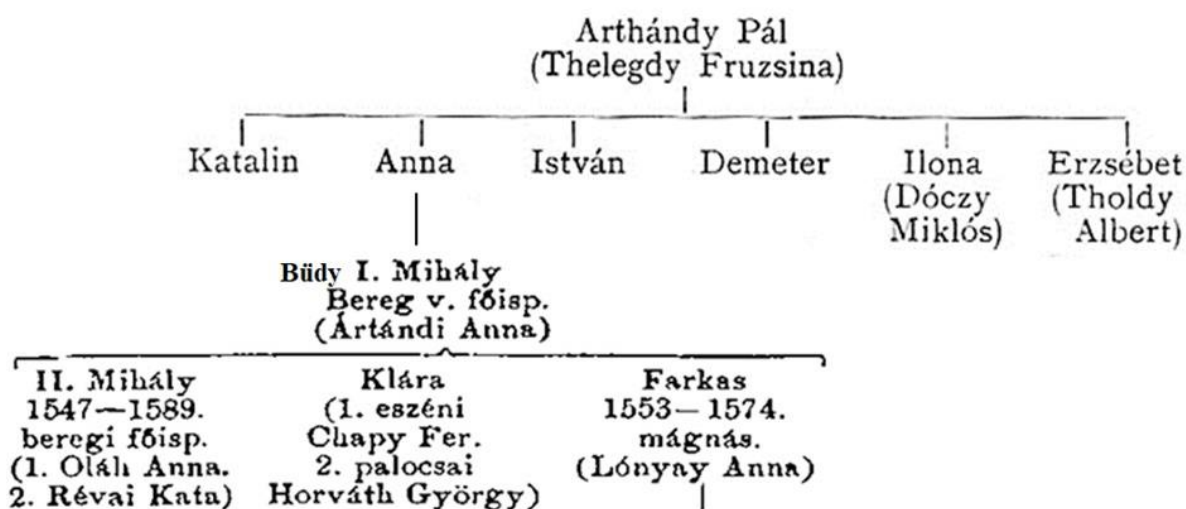 Arthándy Pál
(Thelegdy Fruzsina)
Katalin Anna István Demeter Ilona Erzsébet
(Dóczy (Tholdy
Miklós) Albert)
Büdy I. Mihály
Bereg v. főisp.
(Ártándi Anna)
II. Mihály Klára Farkas
1547—1589. (1. eszéni 1553—1574.
beregi főisp. Chapy Fer. mágnás.
(1. Oláh Anna. 2. palocsai (Lónyay Anna)
2. Révai Kata) Horváth György)